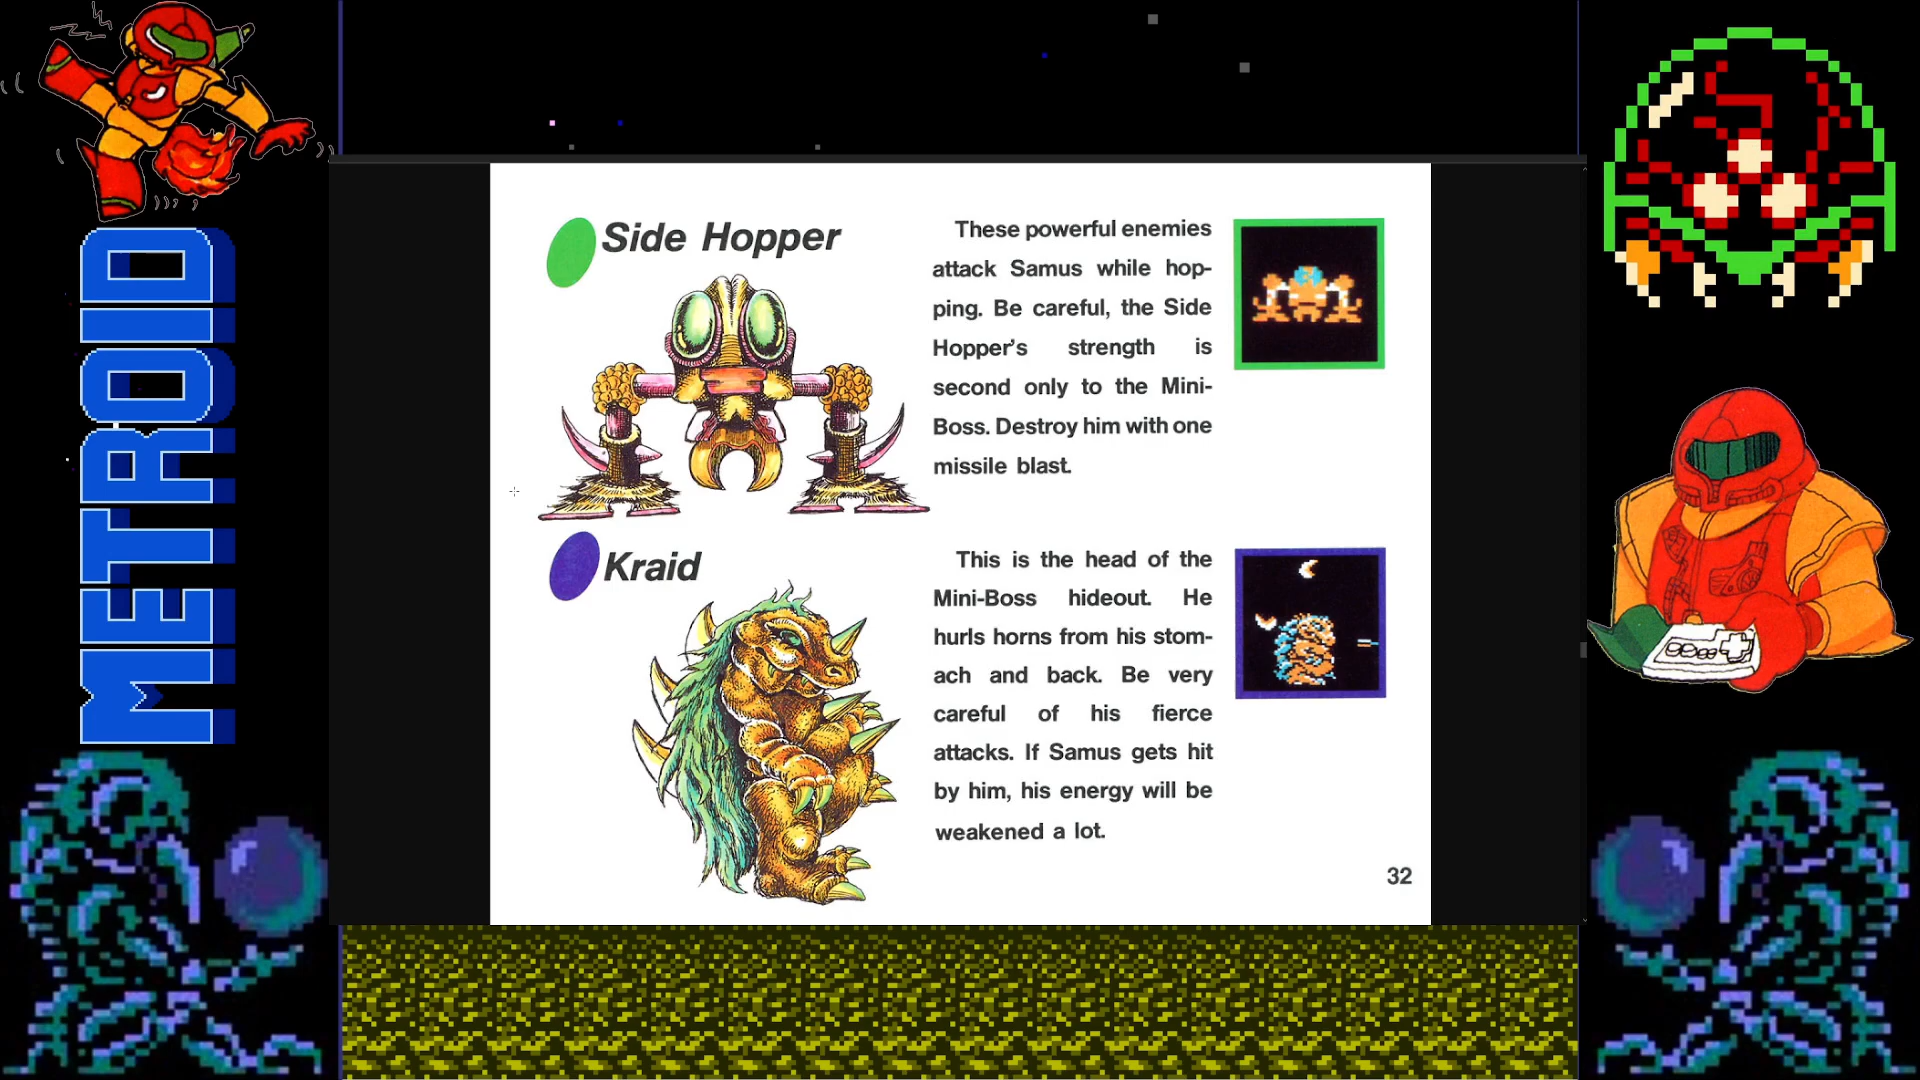 METROID
Side Hopper
These powerful enemies
attack Samus while hop-
ping. Be careful, the Side
Hopper's strength is
second only to the Mini-
Boss. Destroy him with one
missile blast.
Kraid
This is the head of the
Mini-Boss hideout. He
hurls horns from his stom-
ach and back. Be very
careful of his fierce
attacks. If Samus gets hit
by him, his energy will be
weakened a lot.
32